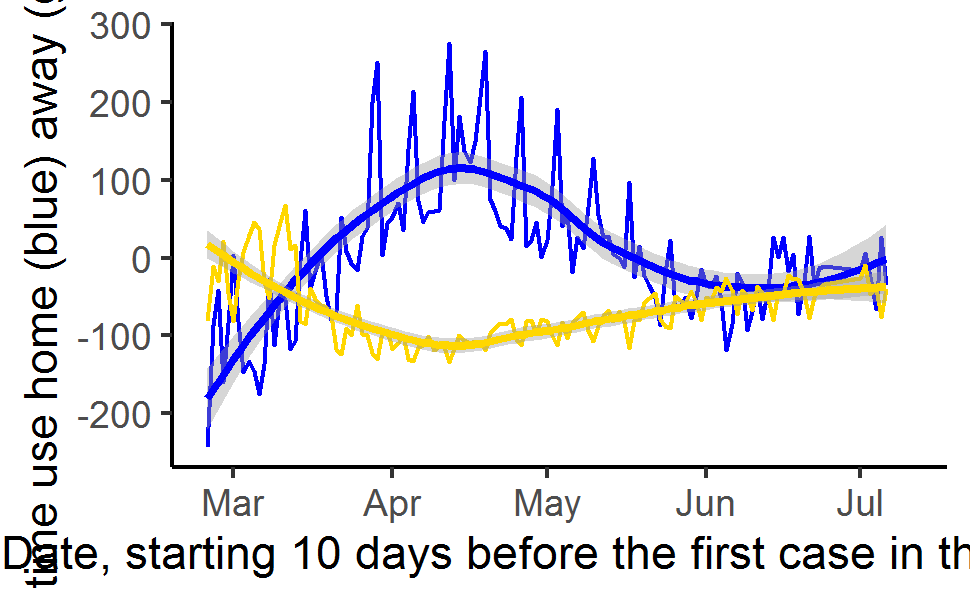 time use home (blue) away (
300
200
100
0
-100
-200
Mar Apr May Jun Jul
Date, starting 10 days before the first case in th